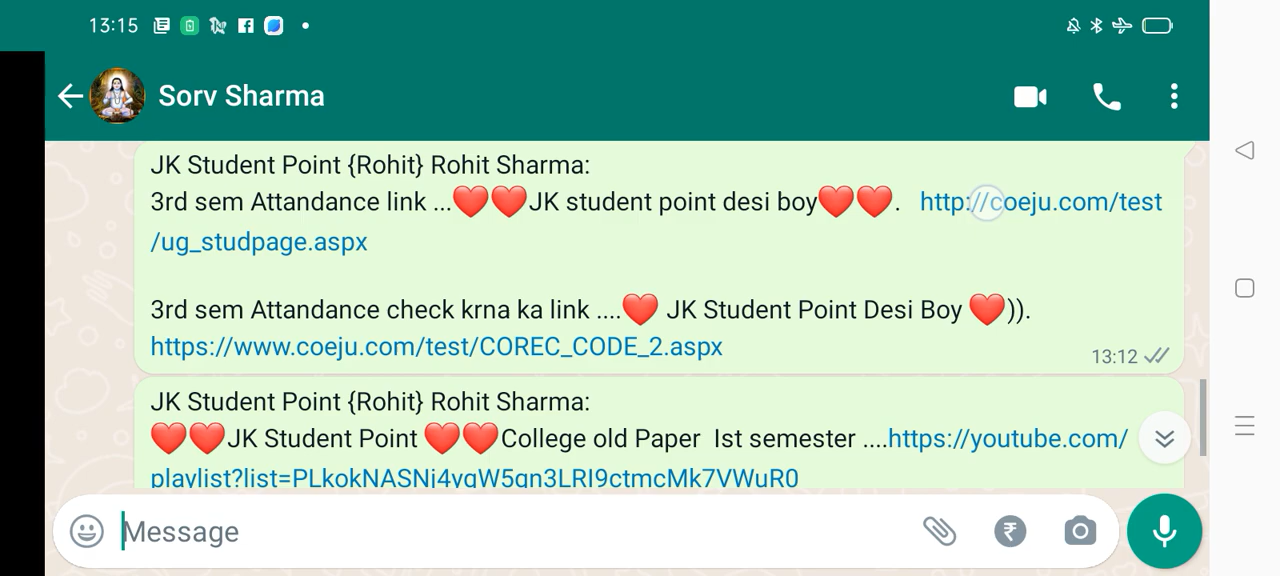 13:15
Sorv Sharma
JK Student Point {Rohit} Rohit Sharma:
3rd sem Attandance link ...❤️❤️JK student point desi boy❤️❤️. http://coeju.com/test
/ug_studpage.aspx
3rd sem Attandance check krna ka link ....❤️ JK Student Point Desi Boy ❤️)).
https://www.coeju.com/test/COREC_CODE_2.aspx
13:12
JK Student Point {Rohit} Rohit Sharma:
❤️❤️JK Student Point ❤️❤️College old Paper Ist semester ....https://youtube.com/
playlist?list=PLkokNASNj4yqW5qn3LRI9ctmcMk7VWuR0
Message